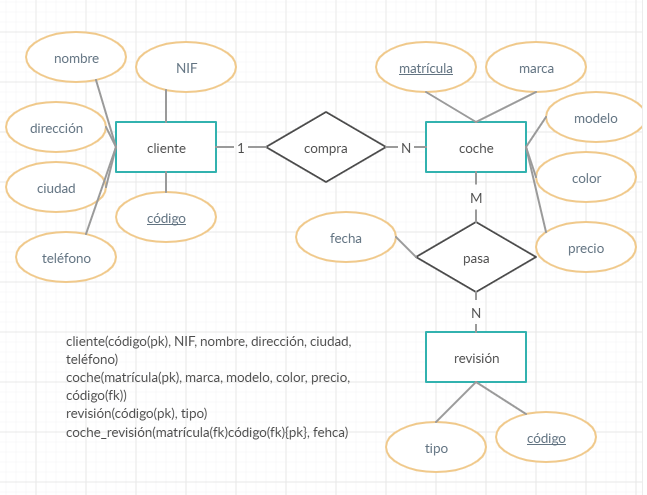 nombre
NIF
matrícula
marca
dirección
modelo
cliente
1
compra
N
coche
ciudad
color
código
M
fecha
precio
teléfono
pasa
N
cliente(código(pk), NIF, nombre, dirección, ciudad,
teléfono)
coche(matrícula(pk), marca, modelo, color, precio,
código(fk))
revisión(código(pk), tipo)
coche_revisión(matrícula(fk)código(fk){pk}, fehca)
revisión
tipo
código